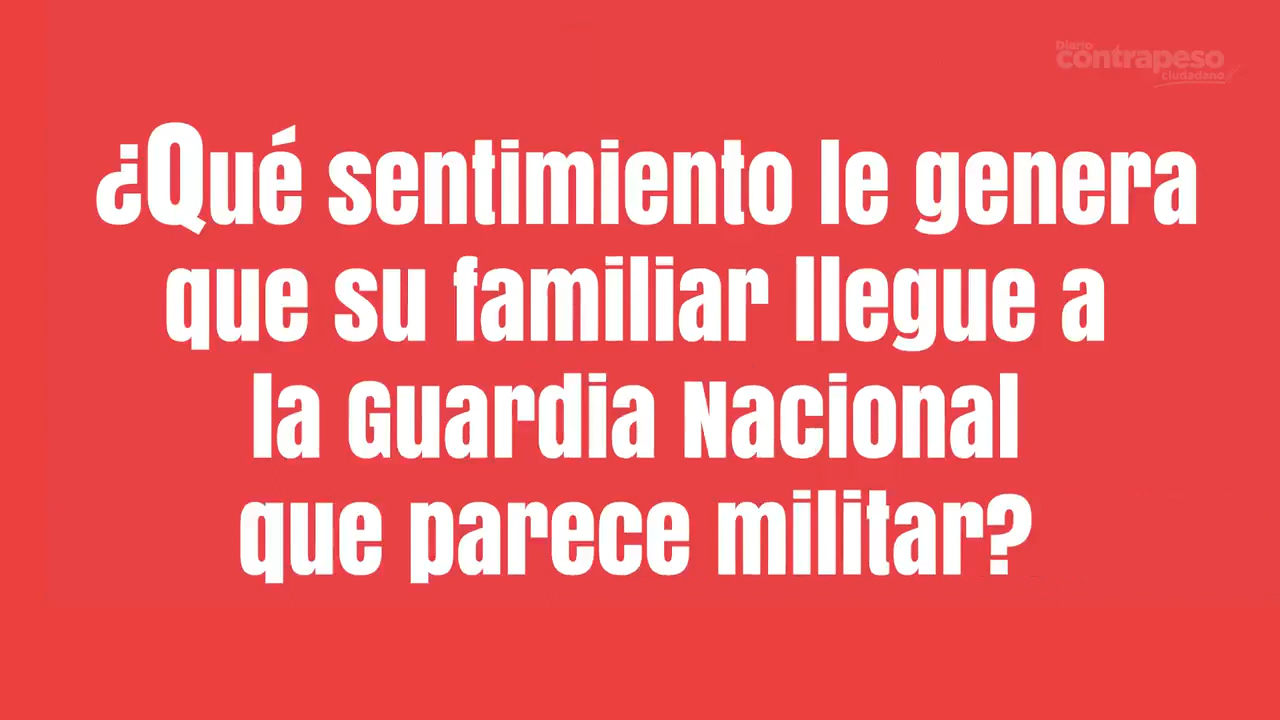 Diario
contrapeso
ciudadano
¿Qué sentimiento le genera
que su familiar llegue a
la Guardia Nacional
que parece militar?